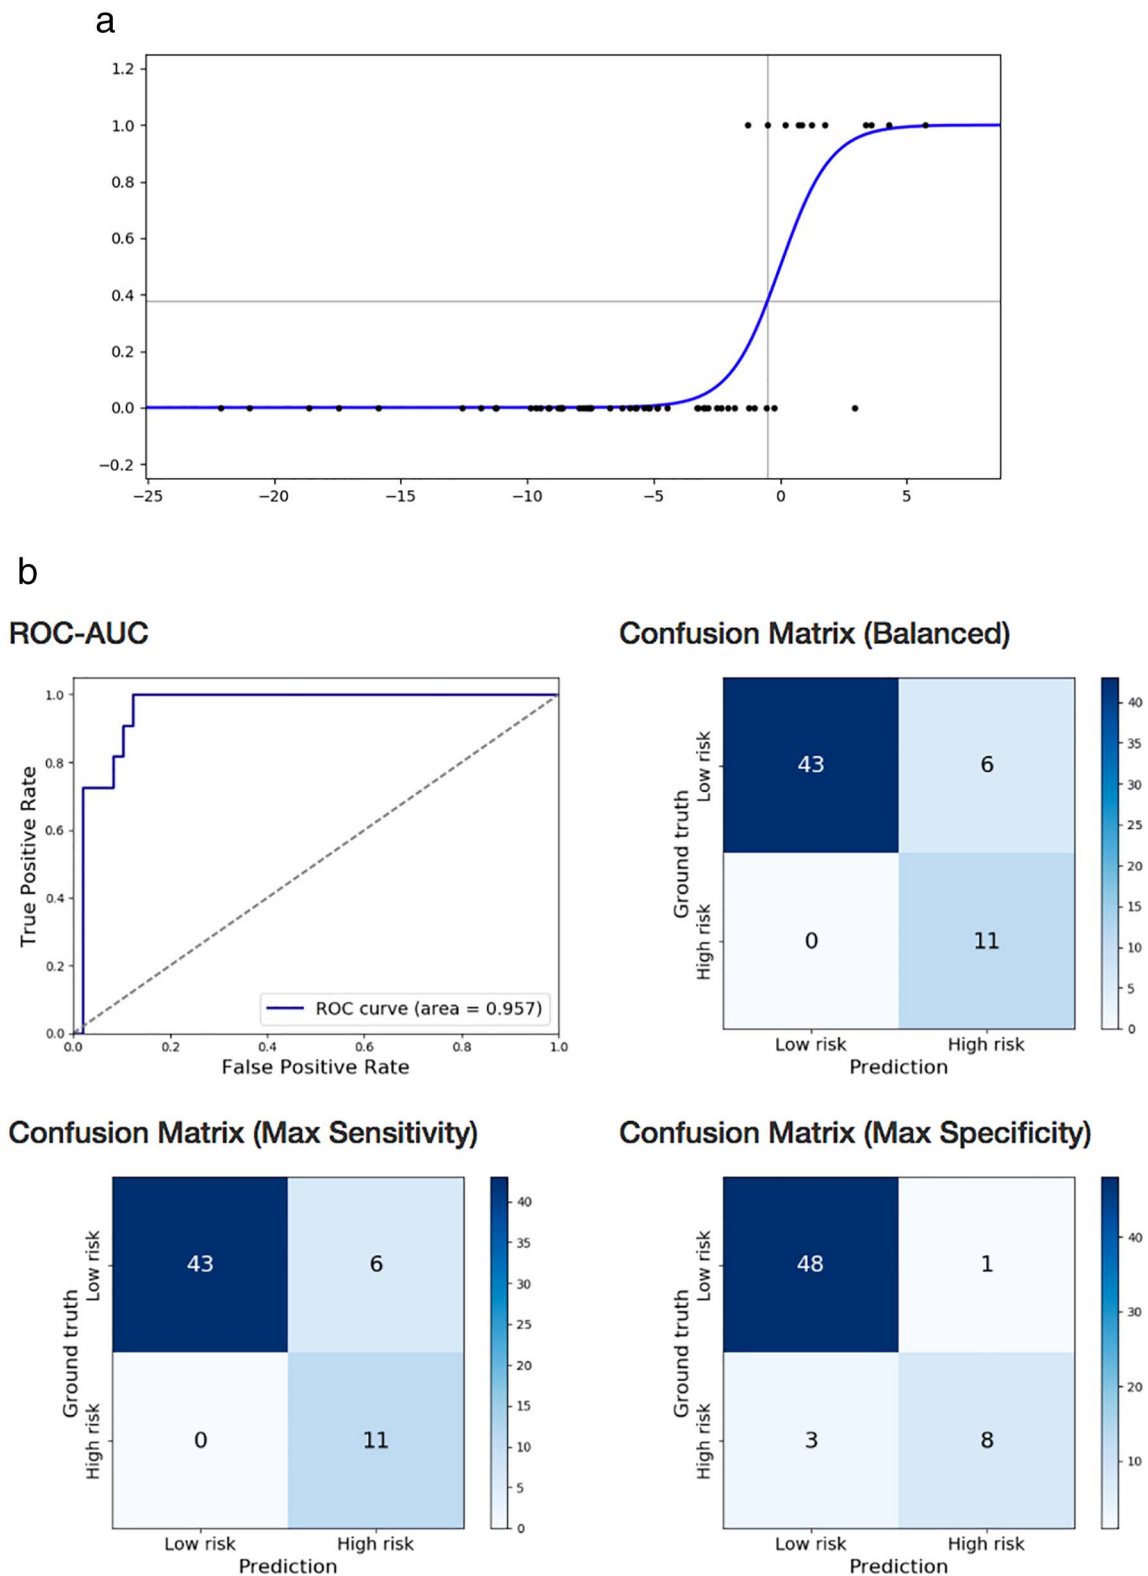 a
1.2
1.0
0.8
0.6
0.4
0.2
0.0
−0.2
−25 −20 −15 −10 −5 0 5
b
ROC-AUC
1.0
0.8
0.6
0.4
0.2
0.0
True Positive Rate
0.0 0.2 0.4 0.6 0.8 1.0
False Positive Rate
ROC curve (area = 0.957)
Confusion Matrix (Balanced)
Ground truth
Low risk
High risk
43 6
0 11
Low risk High risk
Prediction
40
35
30
25
20
15
10
5
0
Confusion Matrix (Max Sensitivity)
Ground truth
Low risk
High risk
43 6
0 11
Low risk High risk
Prediction
40
35
30
25
20
15
10
5
0
Confusion Matrix (Max Specificity)
Ground truth
Low risk
High risk
48 1
3 8
Low risk High risk
Prediction
40
30
20
10